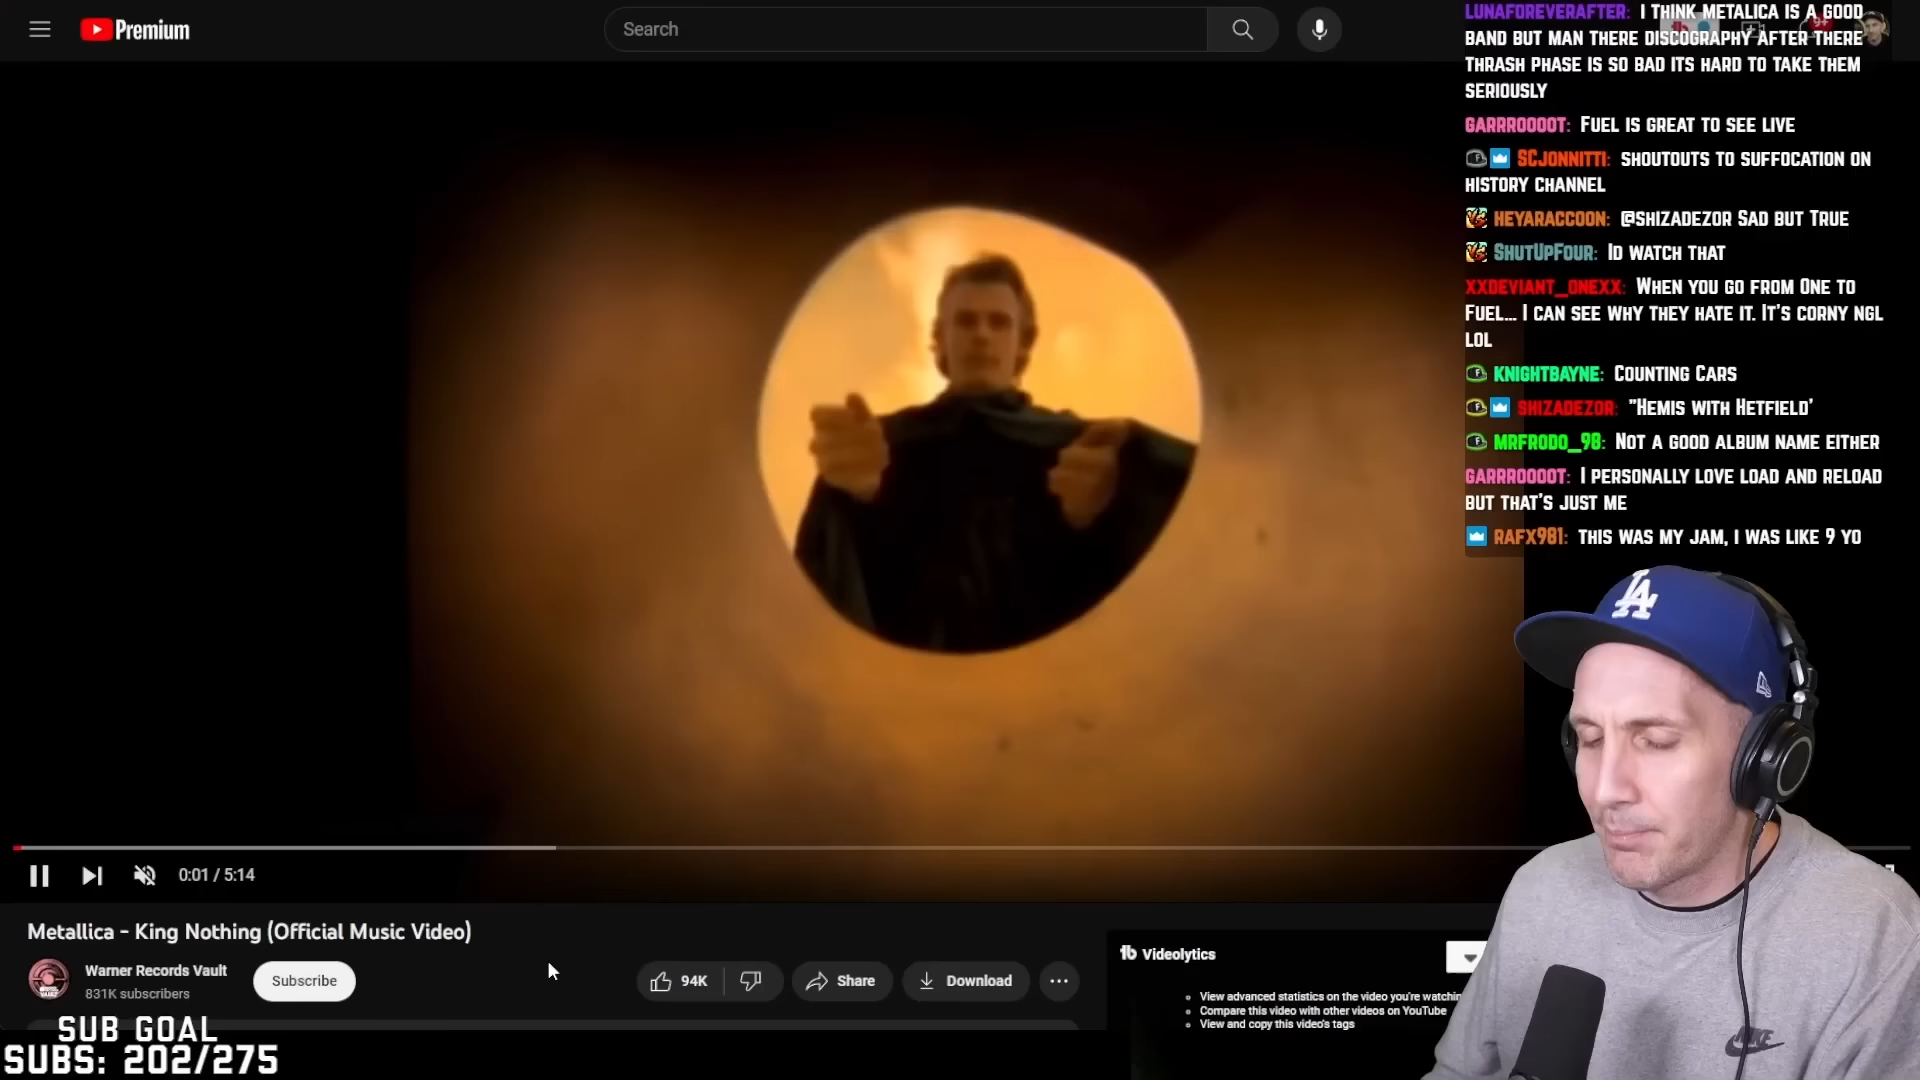 Premium
Search
LUNAFOREVERAFTER: I THINK METALICA IS A GOOD
BAND BUT MAN THERE DISCOGRAPHY AFTER THERE
THRASH PHASE IS SO BAD ITS HARD TO TAKE THEM
SERIOUSLY
GARRROOOOT: FUEL IS GREAT TO SEE LIVE
SCJONNITTI: SHOUTOUTS TO SUFFOCATION ON
HISTORY CHANNEL
HEYARACCOON: @SHIZADEZOR SAD BUT TRUE
SHUTUPFOUR: ID WATCH THAT
XXDEVIANT_ONEXX: WHEN YOU GO FROM ONE TO
FUEL... I CAN SEE WHY THEY HATE IT. IT'S CORNY NGL
LOL
KNIGHTBAYNE: COUNTING CARS
SHIZADEZOR: "HEMIS WITH HETFIELD'
MRFRODO_98: NOT A GOOD ALBUM NAME EITHER
GARRROOOOT: I PERSONALLY LOVE LOAD AND RELOAD
BUT THAT'S JUST ME
RAFX981: THIS WAS MY JAM, I WAS LIKE 9 YO
LA
0:01 / 5:14
Metallica - King Nothing (Official Music Video)
Warner Records Vault
831K subscribers
Subscribe
94K
Share
Download
Videolytics
View advanced statistics on the video you're watchin
Compare this video with other videos on YouTube
View and copy this video's tags
SUB GOAL
SUBS: 202/275
NIKE